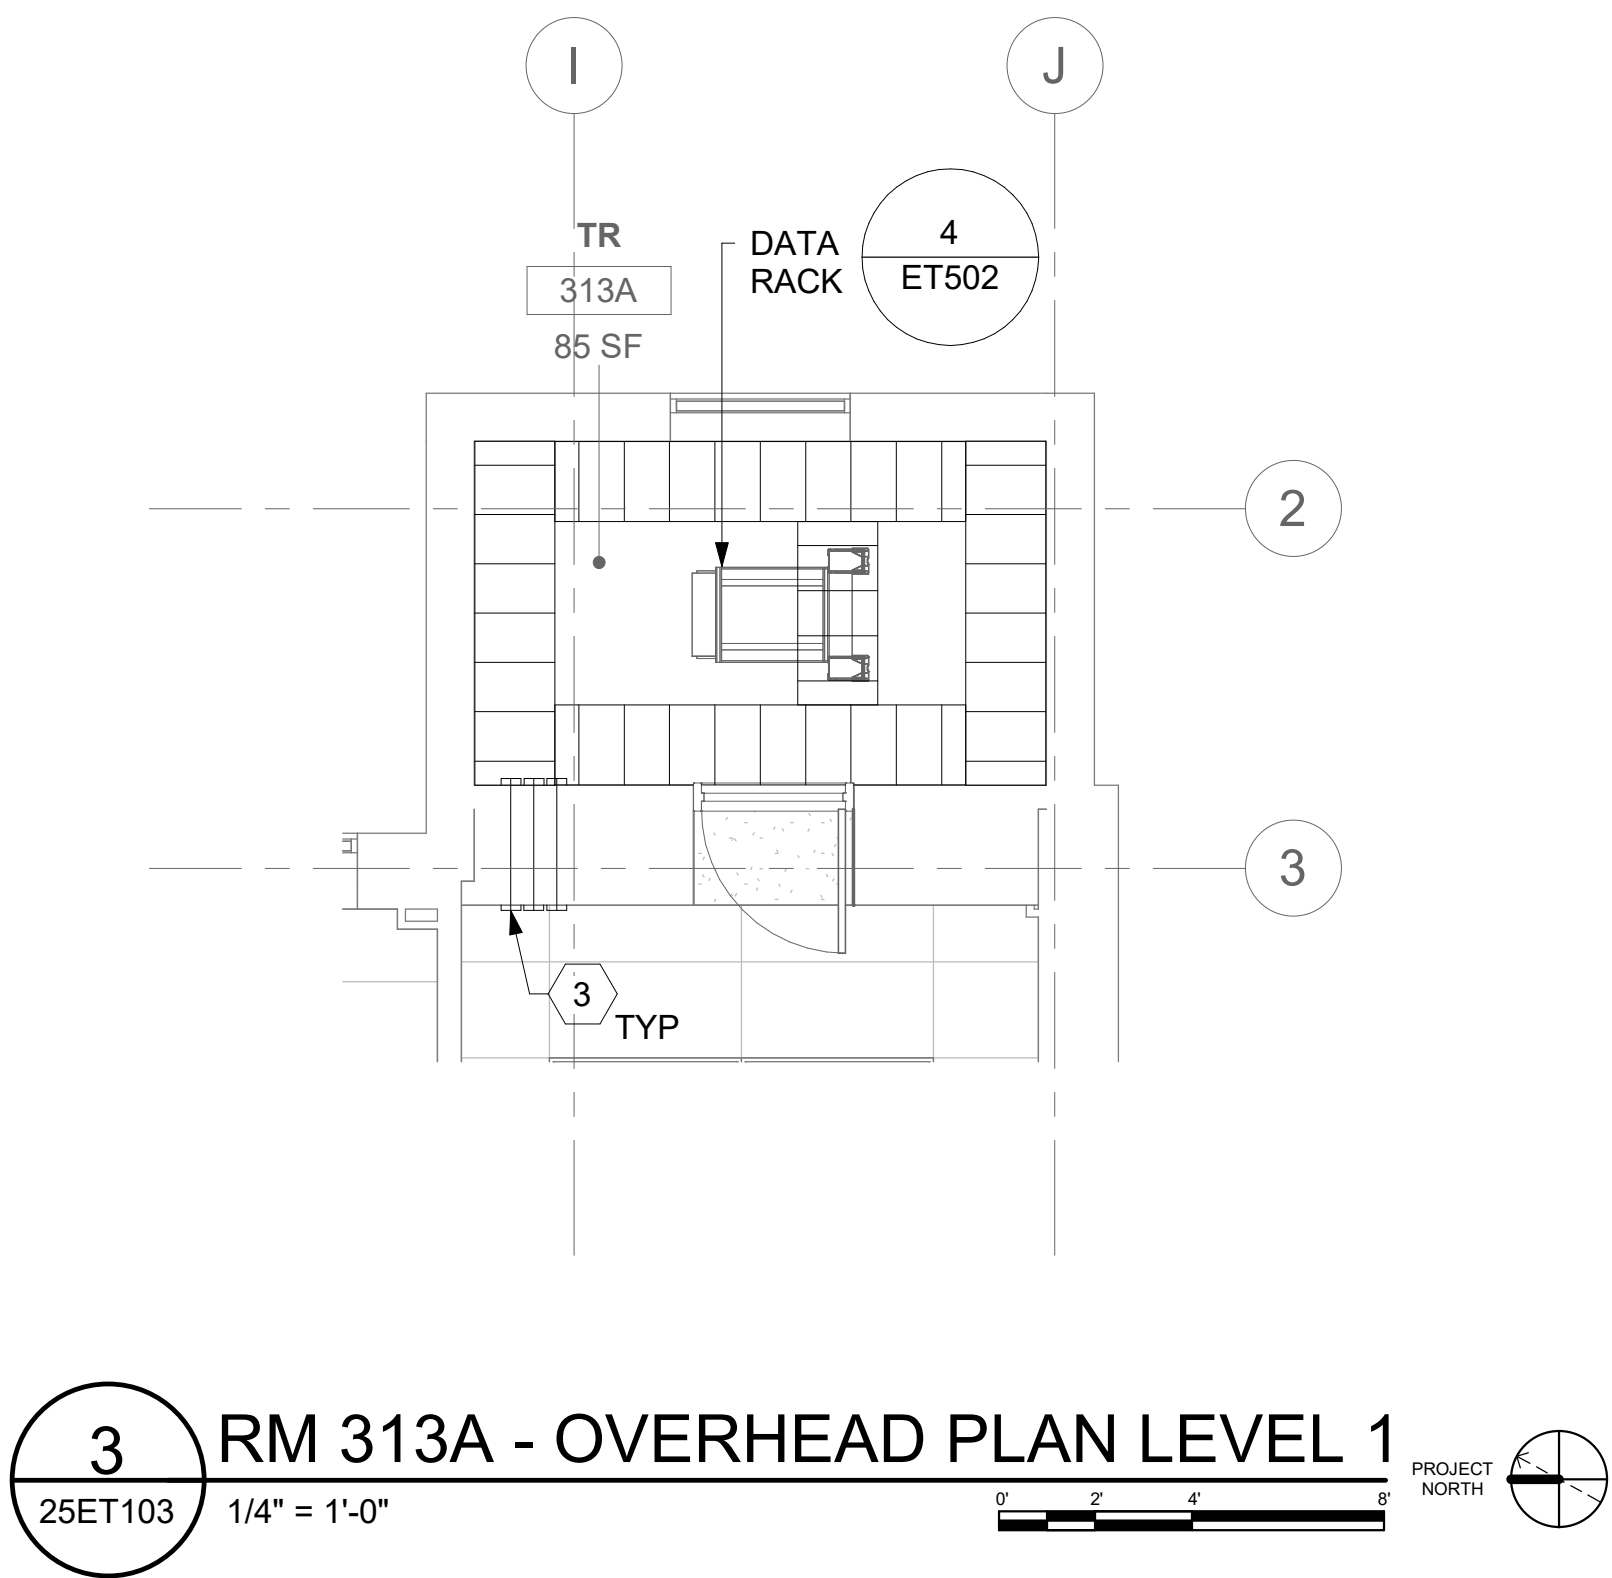 I
J
TR
313A
85 SF
DATA
RACK
4
ET502
2
3
3
TYP
3
25ET103
RM 313A - OVERHEAD PLAN LEVEL 1
1/4" = 1'-0"
0' 2' 4' 8'
PROJECT
NORTH